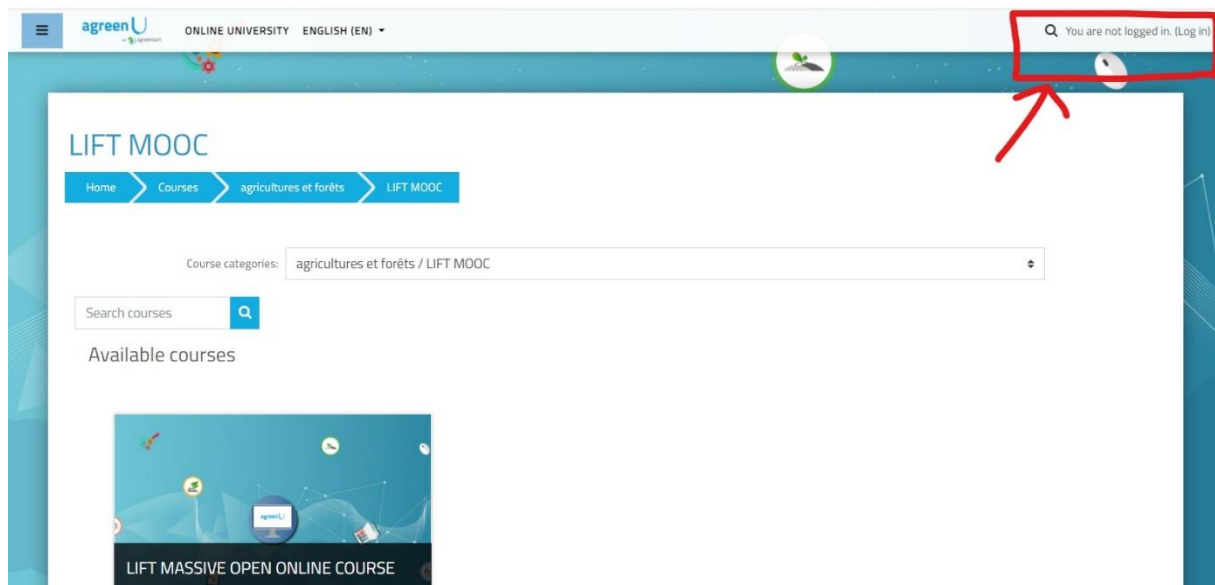 agreenU
agreenium
ONLINE UNIVERSITY ENGLISH (EN)
You are not logged in. (Log in)
LIFT MOOC
Home Courses agricultures et forêts LIFT MOOC
Course categories: agricultures et forêts / LIFT MOOC
Search courses
Available courses
agreenU
LIFT MASSIVE OPEN ONLINE COURSE